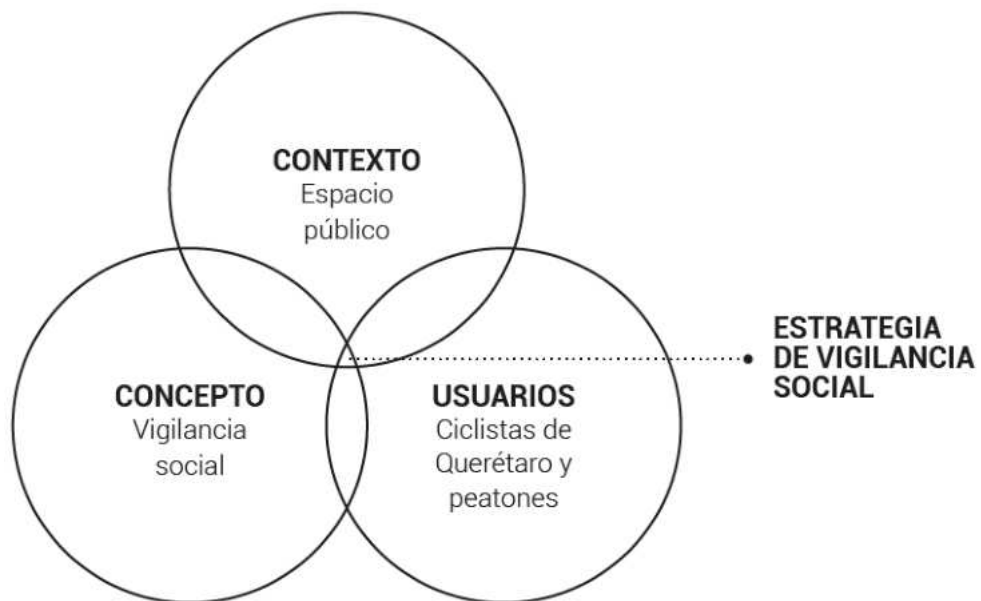 CONTEXTO
Espacio
público
CONCEPTO
Vigilancia
social
USUARIOS
Ciclistas de
Querétaro y
peatones
ESTRATEGIA
DE VIGILANCIA
SOCIAL